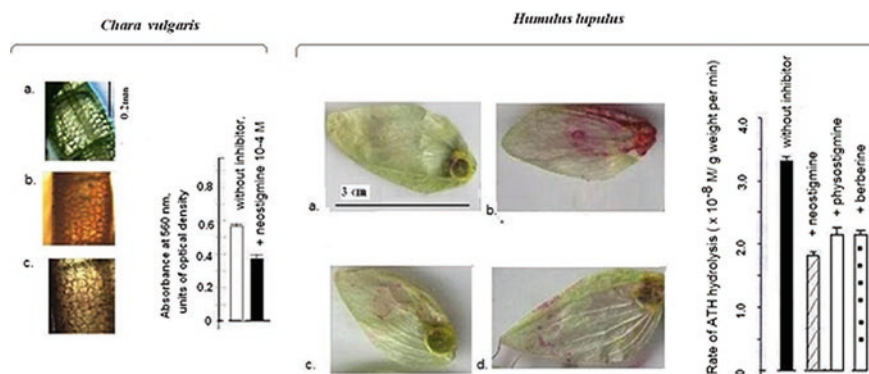 Chara vulgaris
Humulus lupulus
a.
0.2mm
b.
c.
Absorbance at 560 nm,
units of optical density
0.8
0.6
0.4
0.2
0
without inhibitor,
+ neostigmine 10-4 M
a.
3 cm
b.
c.
d.
Rate of ATH hydrolysis ( x 10-8 M/ g weight per min)
4.0
3.0
2.0
1.0
0
without inhibitor
+ neostigmine
+ physostigmine
+ berberine